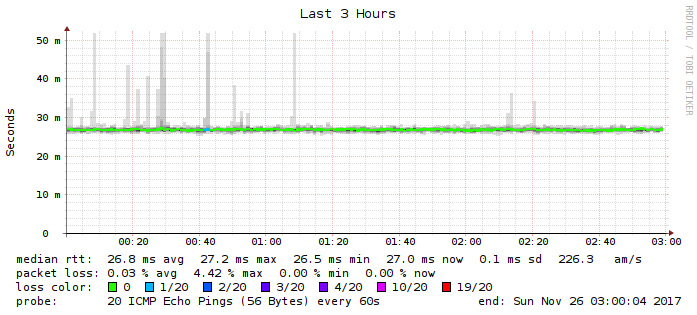 Last 3 Hours
RRDTOOL / TOBI OETIKER
Seconds
50 m
40 m
30 m
20 m
10 m
0
00:20 00:40 01:00 01:20 01:40 02:00 02:20 02:40 03:00
median rtt: 26.8 ms avg 27.2 ms max 26.5 ms min 27.0 ms now 0.1 ms sd 226.3 am/s
packet loss: 0.03 % avg 4.42 % max 0.00 % min 0.00 % now
loss color: 0 1/20 2/20 3/20 4/20 10/20 19/20
probe: 20 ICMP Echo Pings (56 Bytes) every 60s end: Sun Nov 26 03:00:04 2017